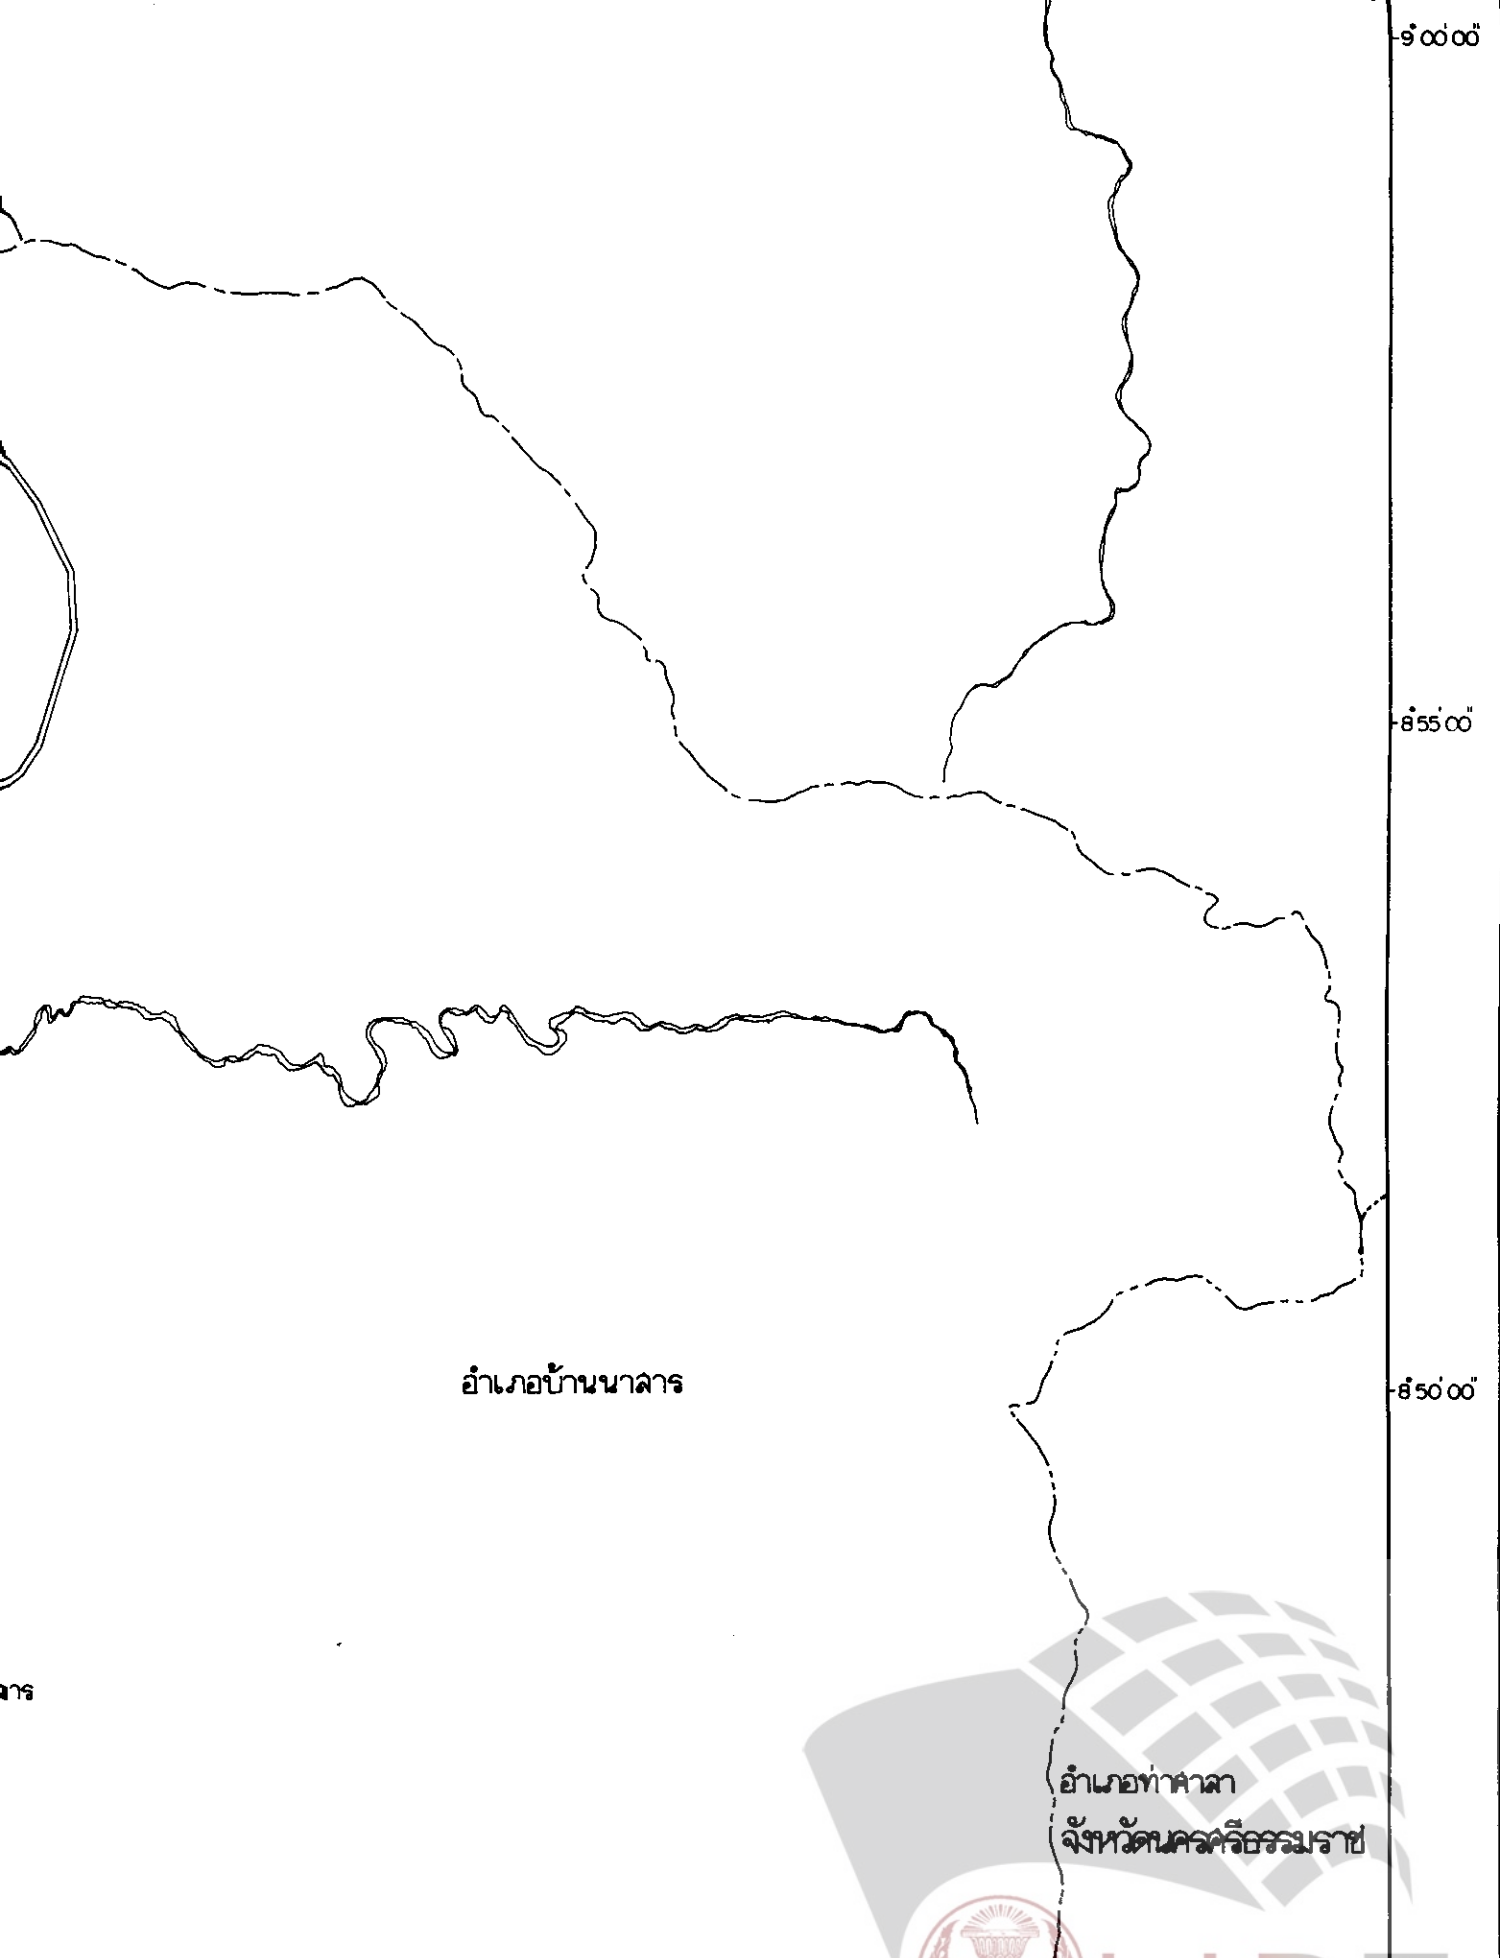 9°00'00"
8°55'00"
อำเภอบ้านนาสาร
8°50'00"
อำเภอท่าศาลา
จังหวัดนครศรีธรรมราช